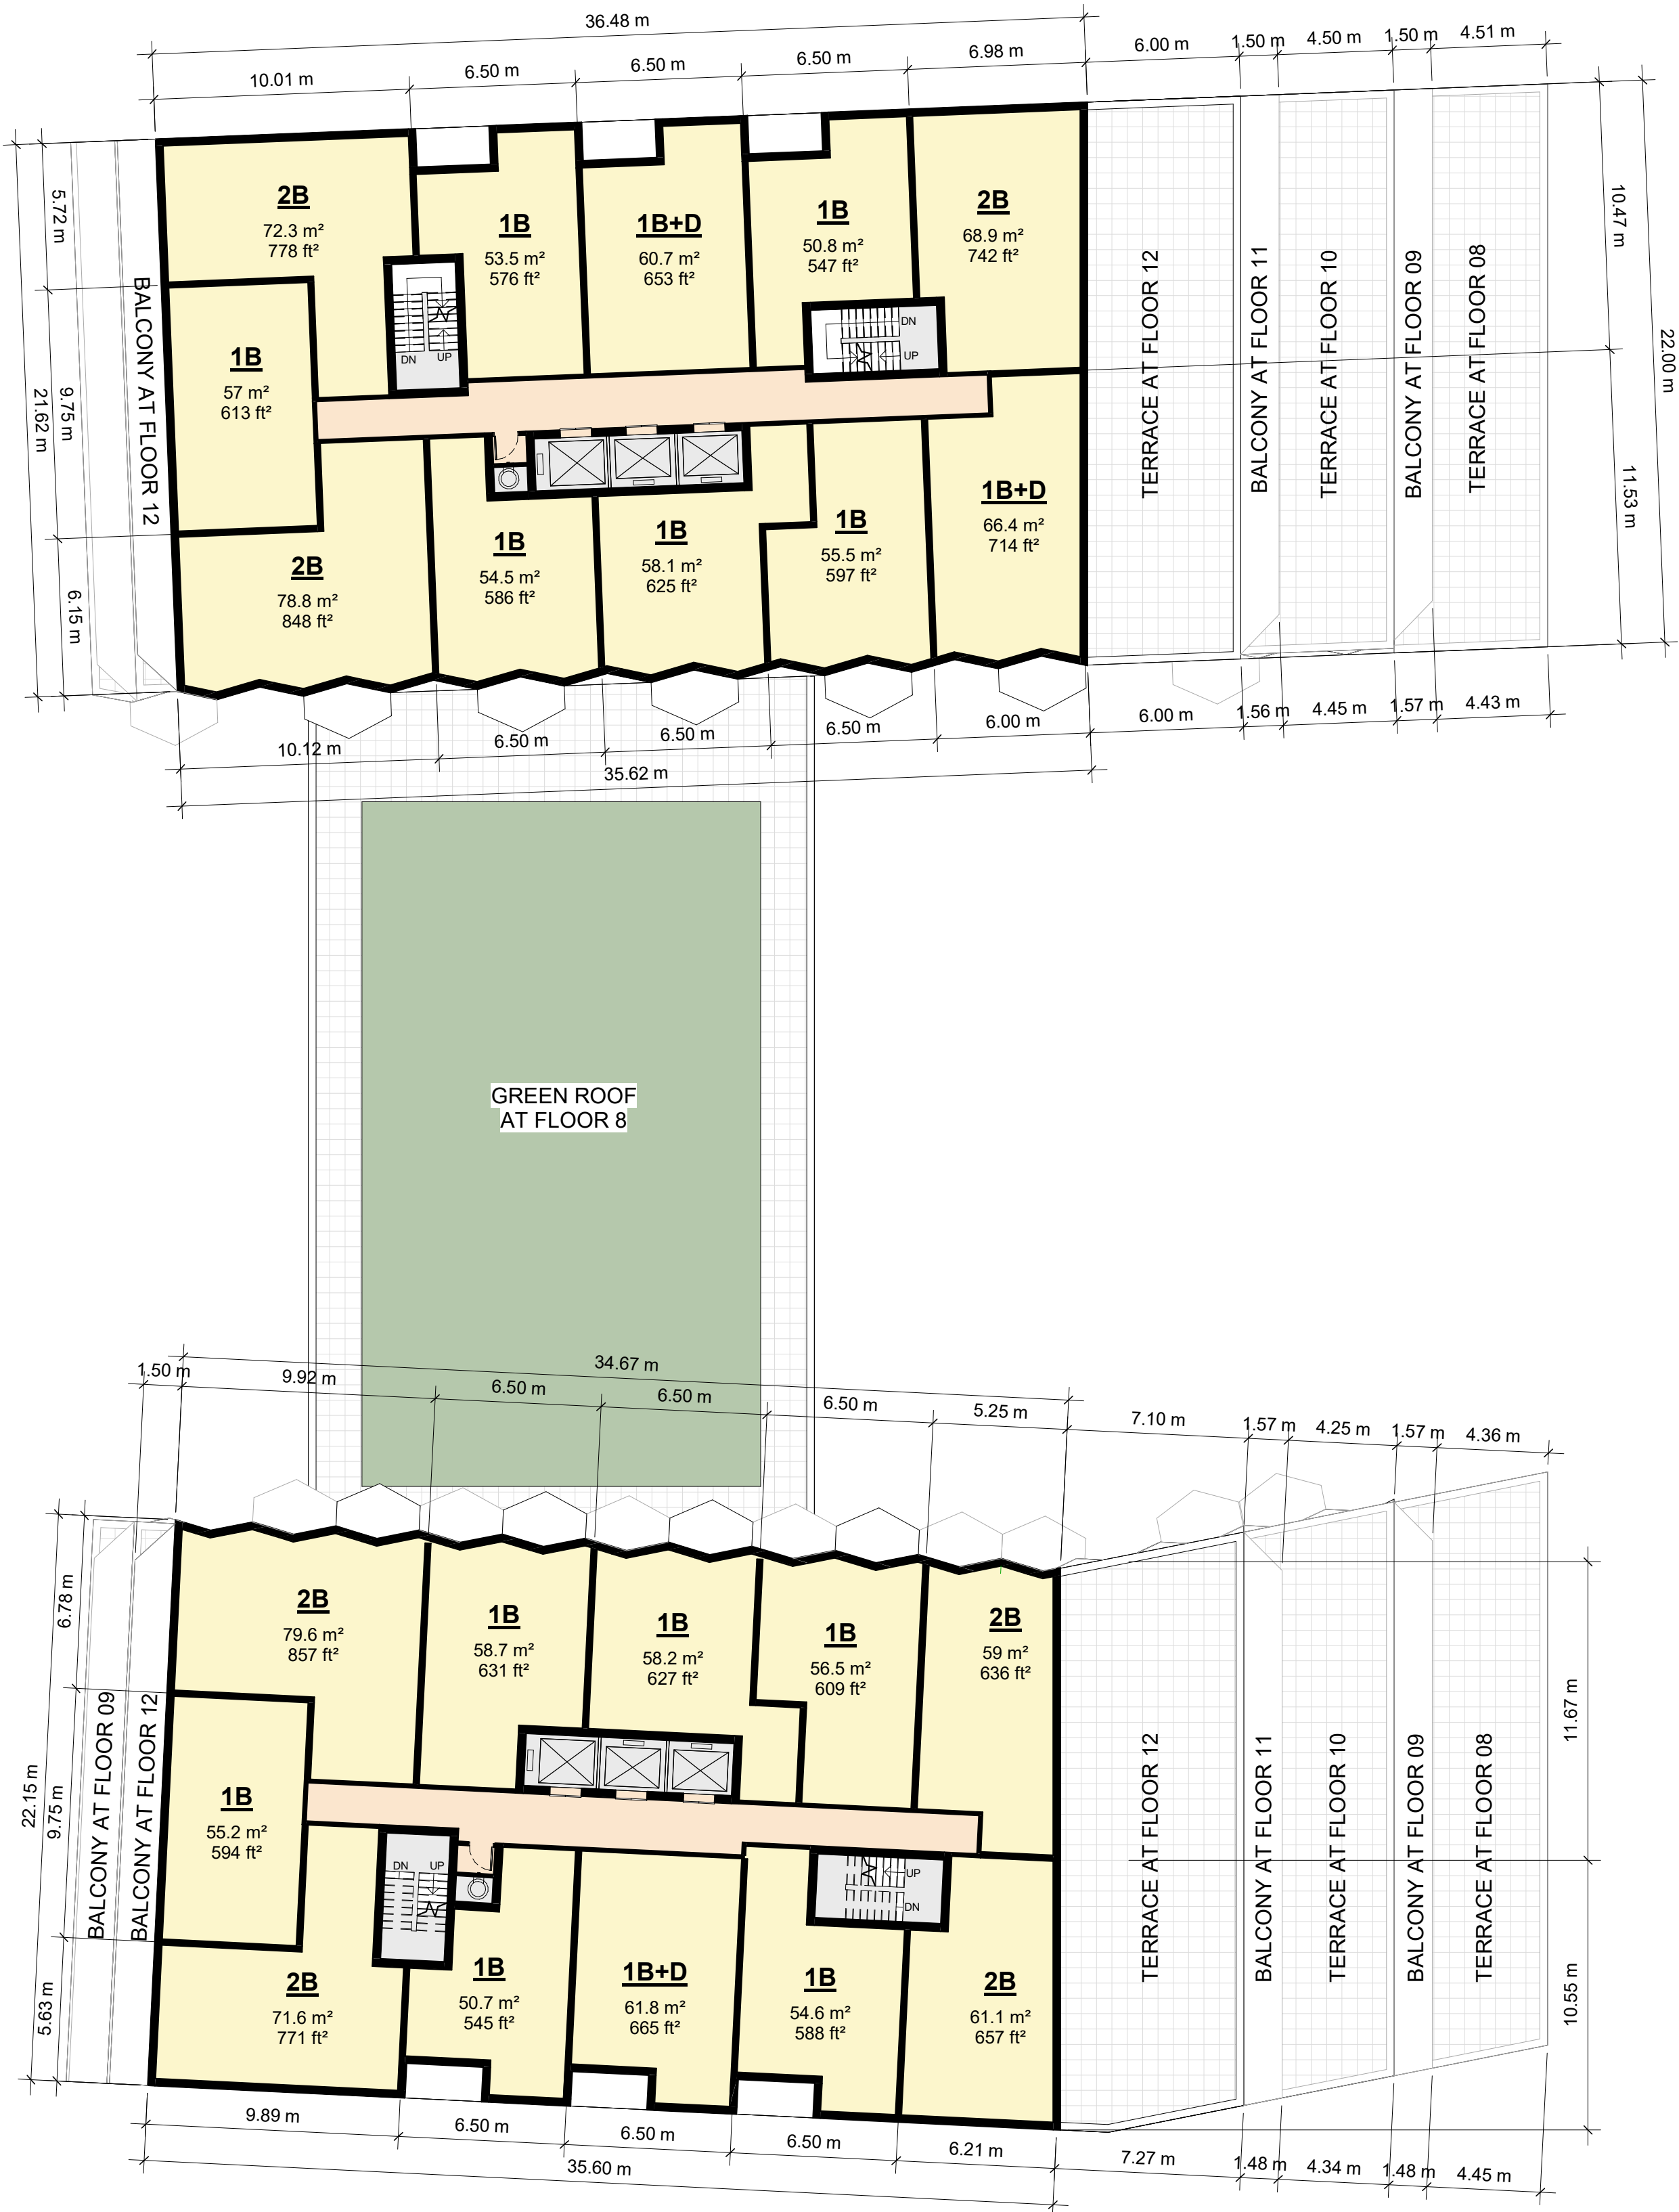 36.48 m
10.01 m
6.50 m
6.50 m
6.50 m
6.98 m
6.00 m
1.50 m
4.50 m
1.50 m
4.51 m
5.72 m
9.75 m
21.62 m
6.15 m
BALCONY AT FLOOR 12
2B
72.3 m²
778 ft²
1B
53.5 m²
576 ft²
1B+D
60.7 m²
653 ft²
1B
50.8 m²
547 ft²
2B
68.9 m²
742 ft²
DN
UP
DN
UP
1B
57 m²
613 ft²
2B
78.8 m²
848 ft²
1B
54.5 m²
586 ft²
1B
58.1 m²
625 ft²
1B
55.5 m²
597 ft²
1B+D
66.4 m²
714 ft²
TERRACE AT FLOOR 12
BALCONY AT FLOOR 11
TERRACE AT FLOOR 10
BALCONY AT FLOOR 09
TERRACE AT FLOOR 08
10.47 m
22.00 m
11.53 m
10.12 m
6.50 m
6.50 m
6.50 m
6.00 m
6.00 m
1.56 m
4.45 m
1.57 m
4.43 m
35.62 m
GREEN ROOF
AT FLOOR 8
34.67 m
1.50 m
9.92 m
6.50 m
6.50 m
6.50 m
5.25 m
7.10 m
1.57 m
4.25 m
1.57 m
4.36 m
6.78 m
22.15 m
9.75 m
5.63 m
BALCONY AT FLOOR 09
BALCONY AT FLOOR 12
2B
79.6 m²
857 ft²
1B
58.7 m²
631 ft²
1B
58.2 m²
627 ft²
1B
56.5 m²
609 ft²
2B
59 m²
636 ft²
1B
55.2 m²
594 ft²
DN
UP
UP
DN
2B
71.6 m²
771 ft²
1B
50.7 m²
545 ft²
1B+D
61.8 m²
665 ft²
1B
54.6 m²
588 ft²
2B
61.1 m²
657 ft²
TERRACE AT FLOOR 12
BALCONY AT FLOOR 11
TERRACE AT FLOOR 10
BALCONY AT FLOOR 09
TERRACE AT FLOOR 08
11.67 m
10.55 m
9.89 m
6.50 m
6.50 m
6.50 m
6.21 m
7.27 m
1.48 m
4.34 m
1.48 m
4.45 m
35.60 m